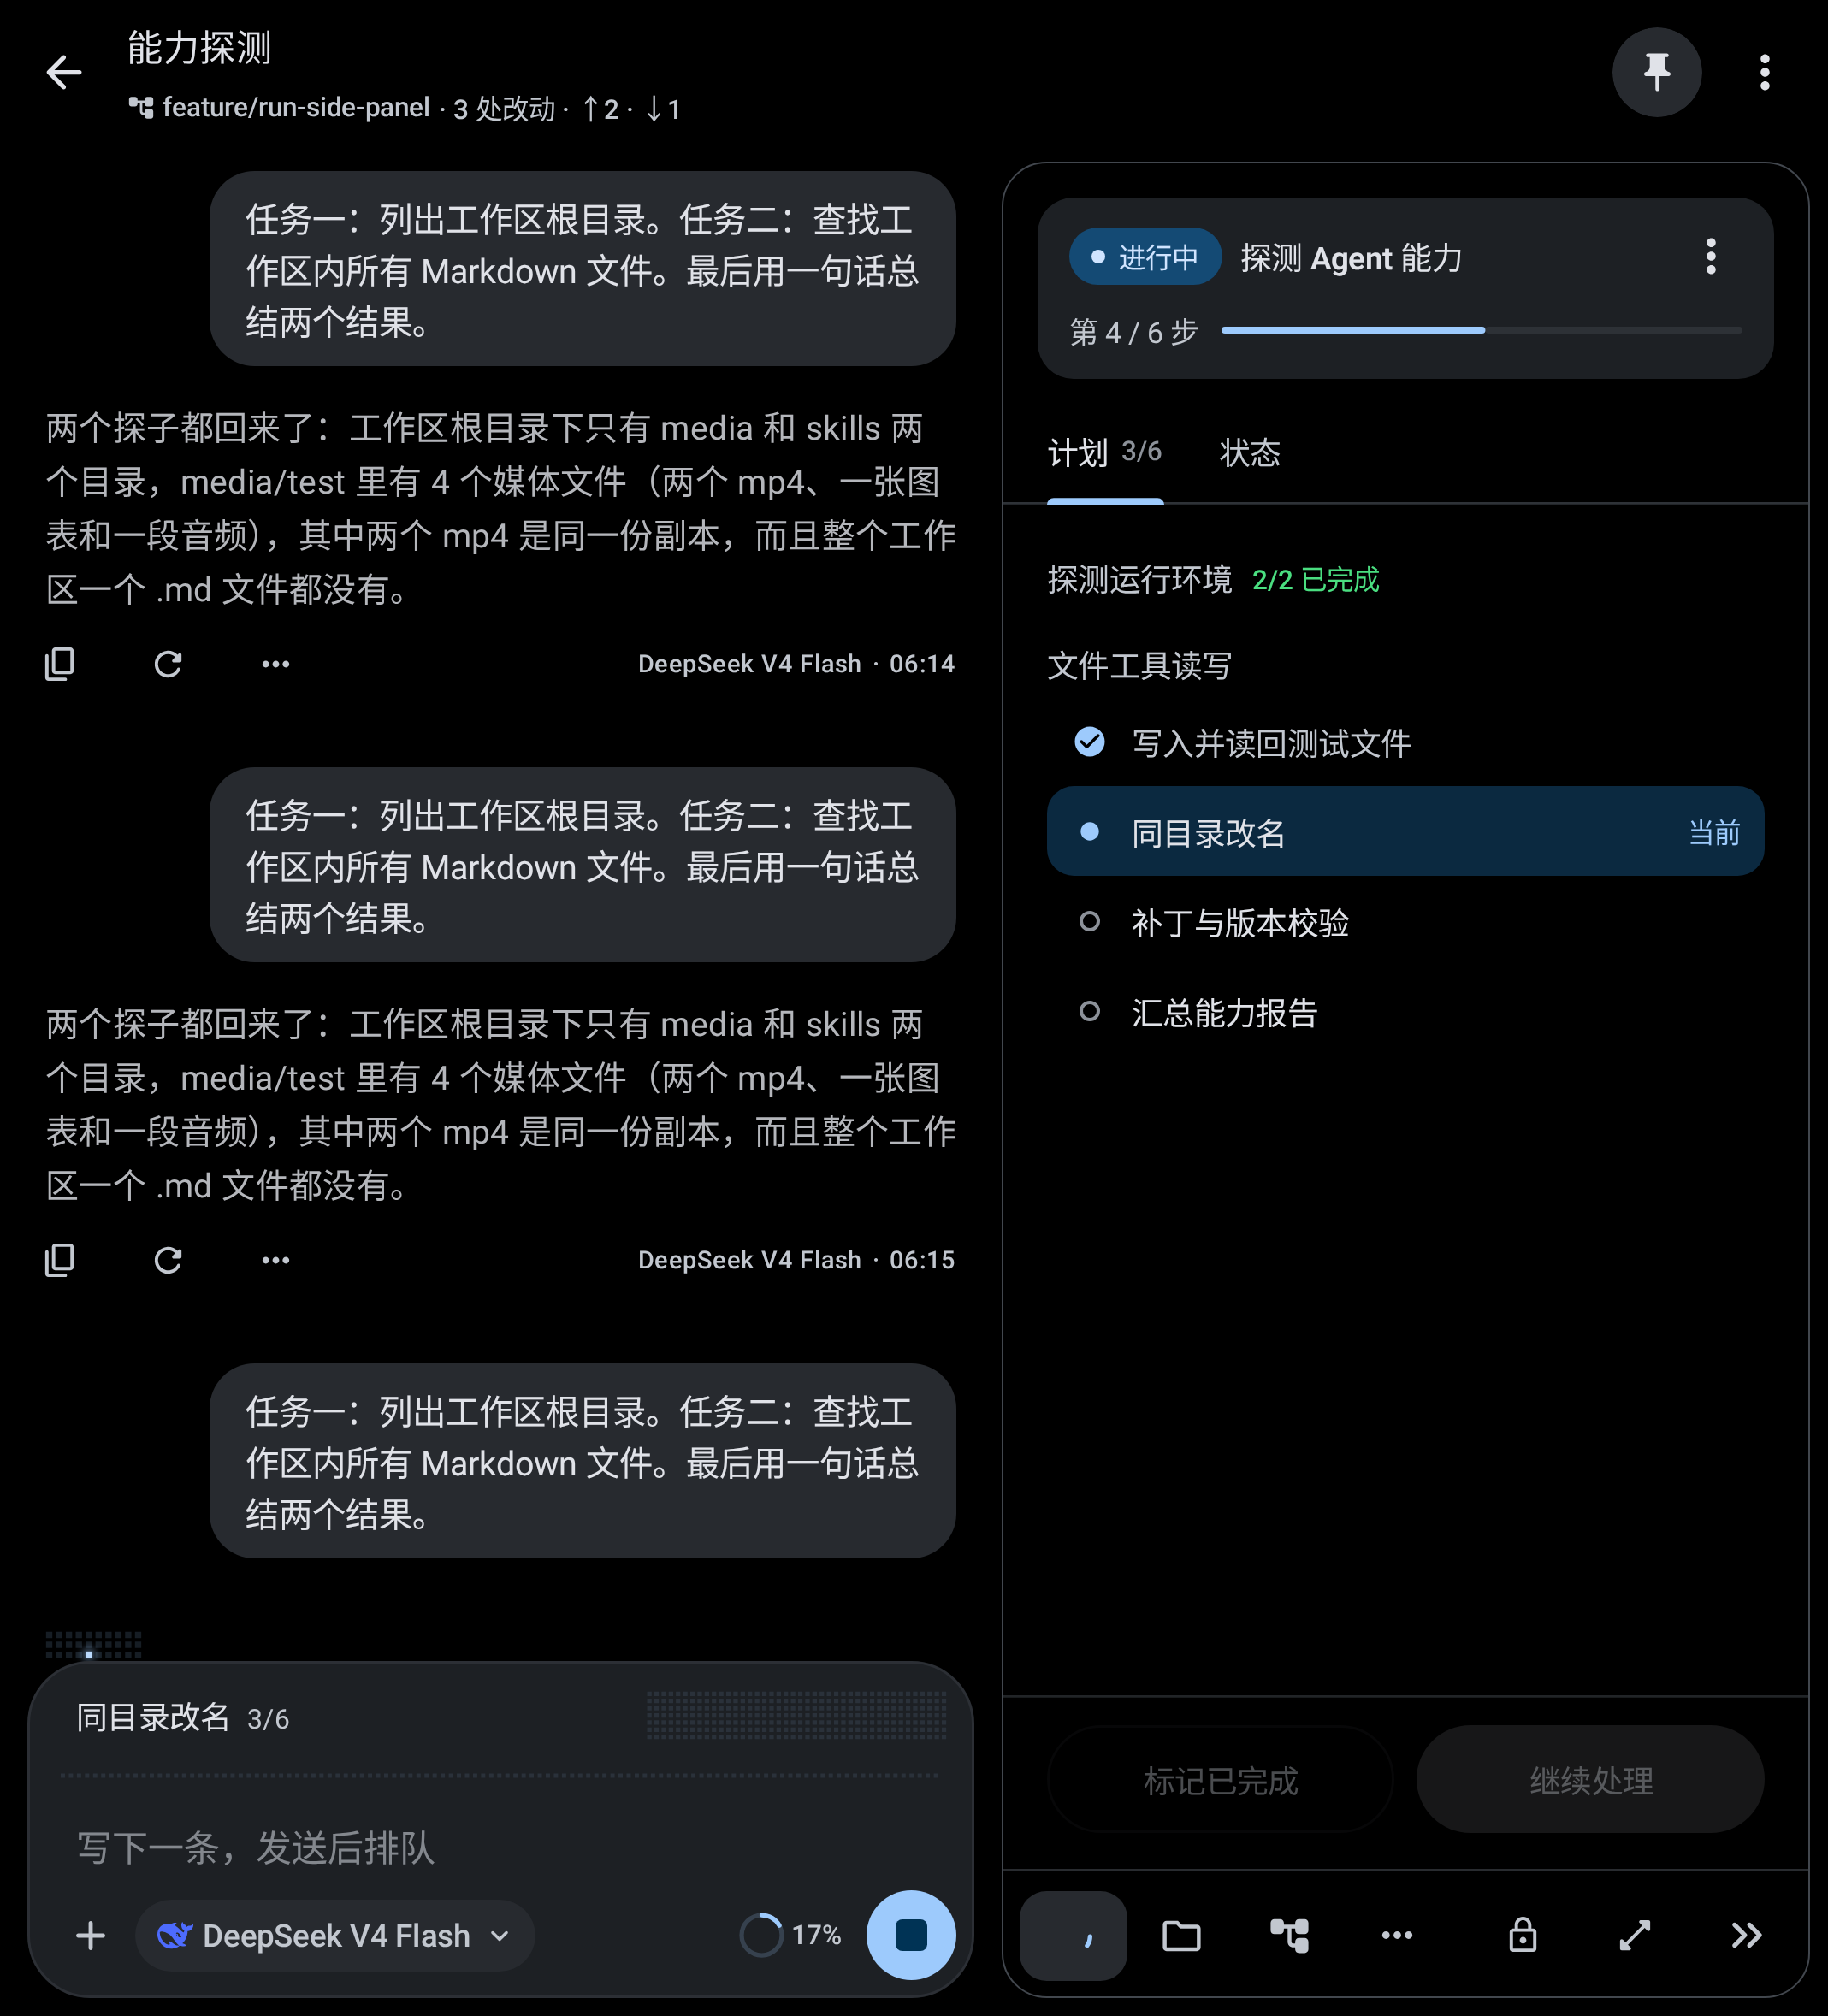 能力探测
feature/run-side-panel · 3 处改动 · ↑2 · ↓1
任务一：列出工作区根目录。任务二：查找工
作区内所有 Markdown 文件。最后用一句话总
结两个结果。
两个探子都回来了：工作区根目录下只有 media 和 skills 两
个目录，media/test 里有 4 个媒体文件（两个 mp4、一张图
表和一段音频），其中两个 mp4 是同一份副本，而且整个工作
区一个 .md 文件都没有。
DeepSeek V4 Flash · 06:14
任务一：列出工作区根目录。任务二：查找工
作区内所有 Markdown 文件。最后用一句话总
结两个结果。
两个探子都回来了：工作区根目录下只有 media 和 skills 两
个目录，media/test 里有 4 个媒体文件（两个 mp4、一张图
表和一段音频），其中两个 mp4 是同一份副本，而且整个工作
区一个 .md 文件都没有。
DeepSeek V4 Flash · 06:15
任务一：列出工作区根目录。任务二：查找工
作区内所有 Markdown 文件。最后用一句话总
结两个结果。
同目录改名 3/6
写下一条，发送后排队
DeepSeek V4 Flash
17%
进行中 探测 Agent 能力
第 4 / 6 步
计划 3/6 状态
探测运行环境 2/2 已完成
文件工具读写
写入并读回测试文件
同目录改名 当前
补丁与版本校验
汇总能力报告
标记已完成 继续处理